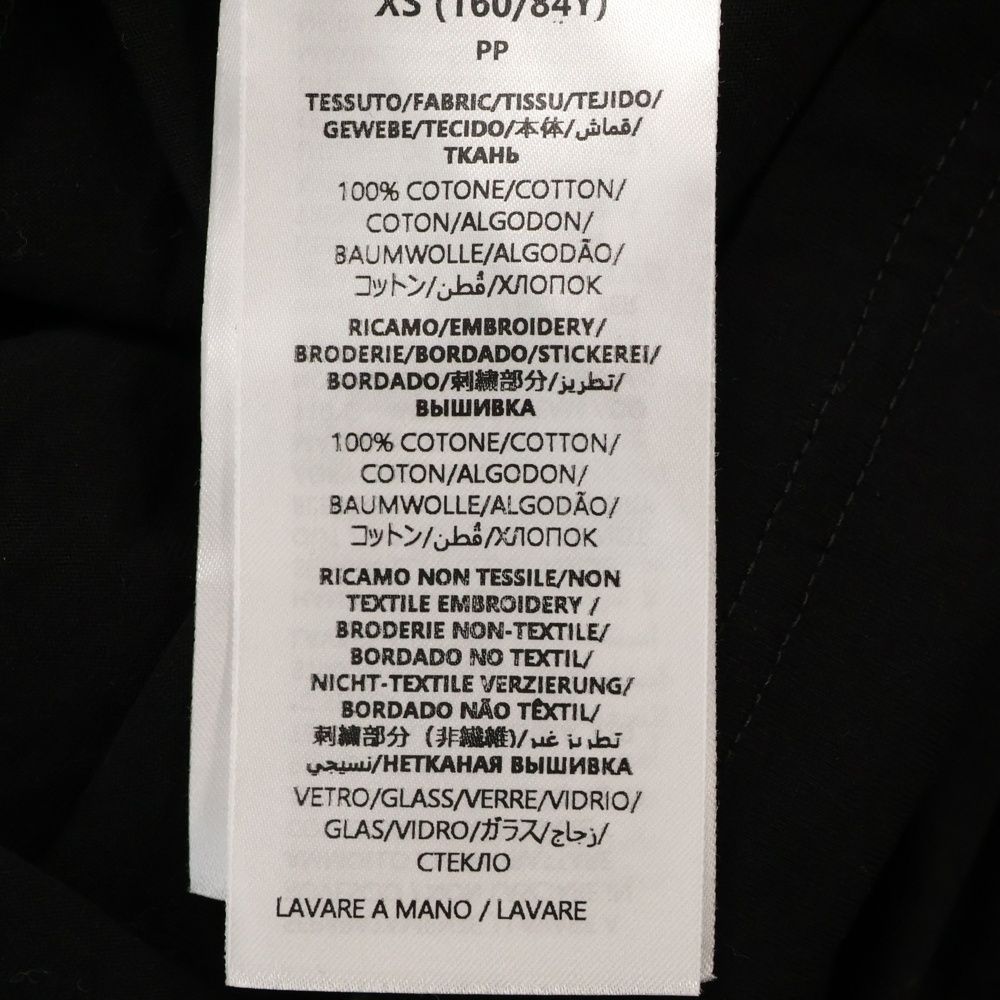 XS (160/84Y)
PP
TESSUTO/FABRIC/TISSU/TEJIDO/
GEWEBE/TECIDO/本体/قماش/
ТКАНЬ
100% COTONE/COTTON/
COTON/ALGODON/
BAUMWOLLE/ALGODÃO/
コットン/قُطن/ХЛОПОК
RICAMO/EMBROIDERY/
BRODERIE/BORDADO/STICKEREI/
BORDADO/刺繍部分/تطريز/
ВЫШИВКА
100% COTONE/COTTON/
COTON/ALGODON/
BAUMWOLLE/ALGODÃO/
コットン/قُطن/ХЛОПОК
RICAMO NON TESSILE/NON
TEXTILE EMBROIDERY /
BRODERIE NON-TEXTILE/
BORDADO NO TEXTIL/
NICHT-TEXTILE VERZIERUNG/
BORDADO NÃO TÊXTIL/
刺繍部分 (非繊維)/تطريز غير
نسيجي/НЕТКАНАЯ ВЫШИВКА
VETRO/GLASS/VERRE/VIDRIO/
GLAS/VIDRO/ガラス/زجاج/
СТЕКЛО
LAVARE A MANO / LAVARE